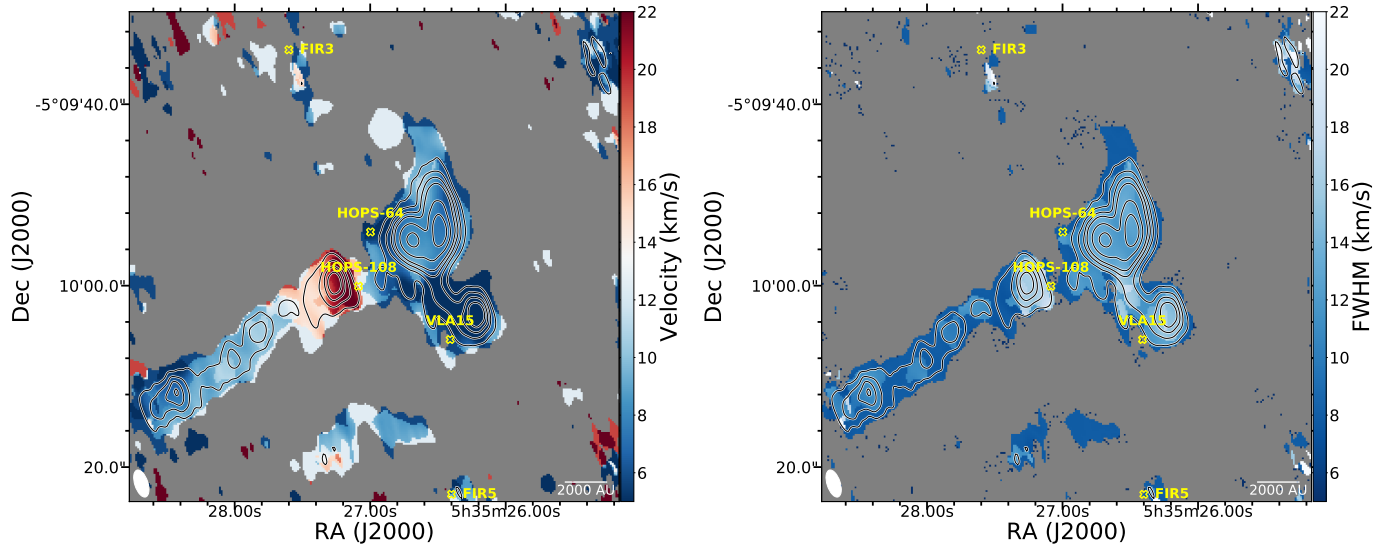 FIR3
HOPS-64
HOPS-108
VLA15
FIR5
2000 AU
-5°09'40.0"
10'00.0"
20.0"
28.00s
27.00s
5h35m26.00s
Dec (J2000)
RA (J2000)
22
20
18
16
14
12
10
8
6
Velocity (km/s)
FIR3
HOPS-64
HOPS-108
VLA15
FIR5
2000 AU
-5°09'40.0"
10'00.0"
20.0"
28.00s
27.00s
5h35m26.00s
Dec (J2000)
RA (J2000)
22
20
18
16
14
12
10
8
6
FWHM (km/s)